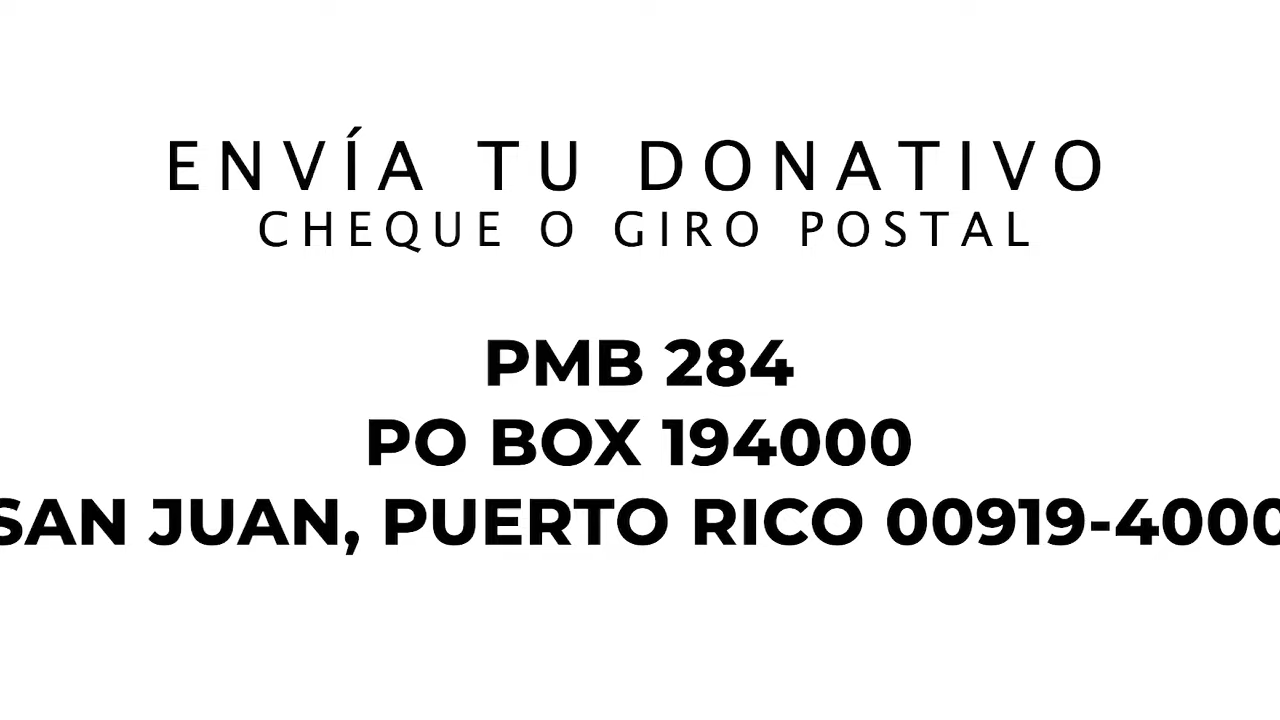 ENVÍA TU DONATIVO
CHEQUE O GIRO POSTAL
PMB 284
PO BOX 194000
SAN JUAN, PUERTO RICO 00919-4000